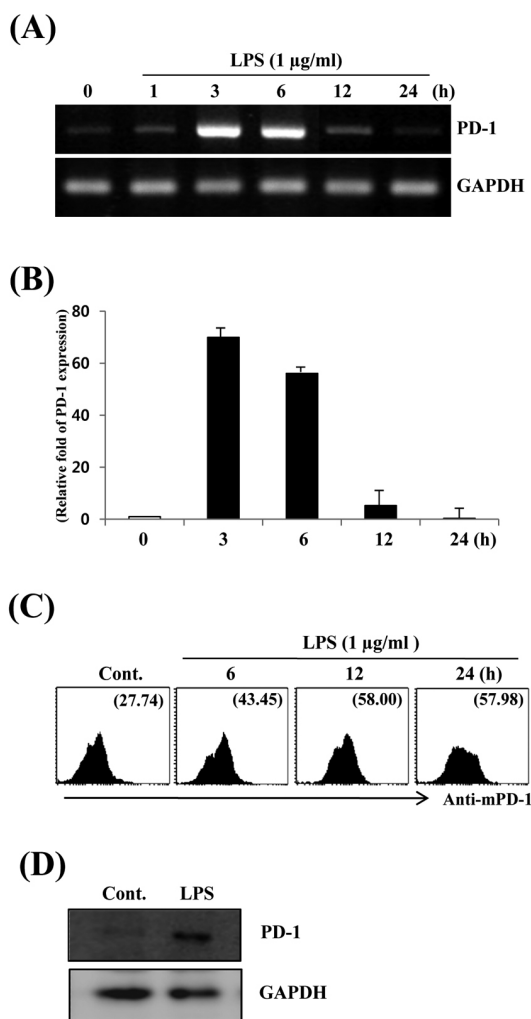 (A)
LPS (1 µg/ml)
0 1 3 6 12 24 (h)
PD-1
GAPDH
(B)
(Relative fold of PD-1 expression)
80
60
40
20
0
0 3 6 12 24 (h)
(C)
LPS (1 µg/ml )
Cont. 6 12 24 (h)
(27.74) (43.45) (58.00) (57.98)
Anti-mPD-1
(D)
Cont. LPS
PD-1
GAPDH